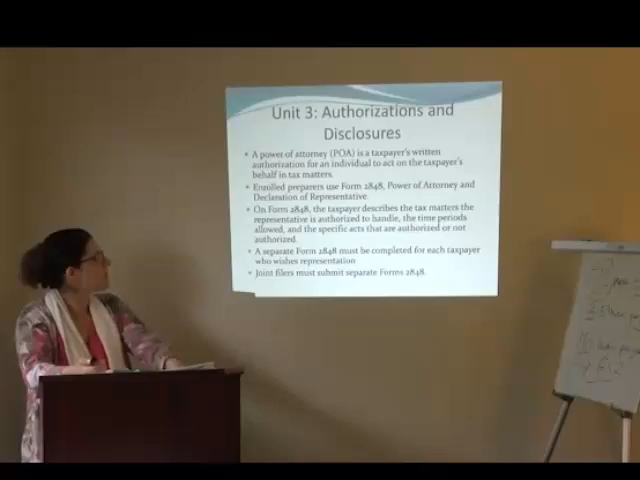 Unit 3: Authorizations and
Disclosures
A power of attorney (POA) is a taxpayer's written
authorization for an individual to act on the taxpayer's
behalf in tax matters.
Enrolled preparers use Form 2848, Power of Attorney and
Declaration of Representative.
On Form 2848, the taxpayer describes the tax matters the
representative is authorized to handle, the time periods
allowed, and the specific acts that are authorized or not
authorized.
A separate Form 2848 must be completed for each taxpayer
who wishes representation
Joint filers must submit separate Forms 2848.